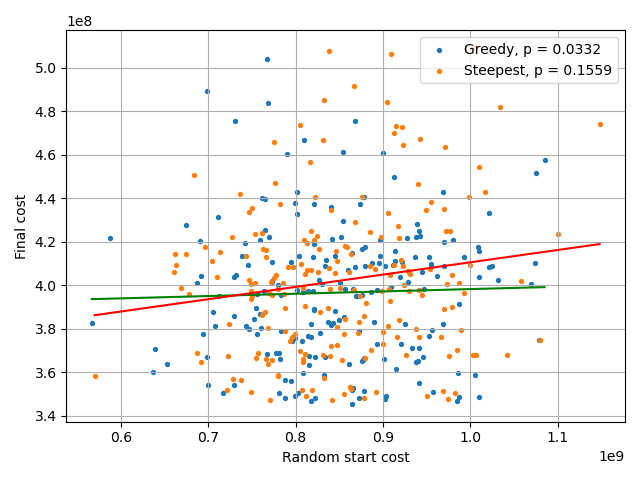 1e8
Greedy, p = 0.0332
Steepest, p = 0.1559
5.0
4.8
4.6
4.4
4.2
4.0
3.8
3.6
3.4
Final cost
0.6 0.7 0.8 0.9 1.0 1.1
Random start cost
1e9